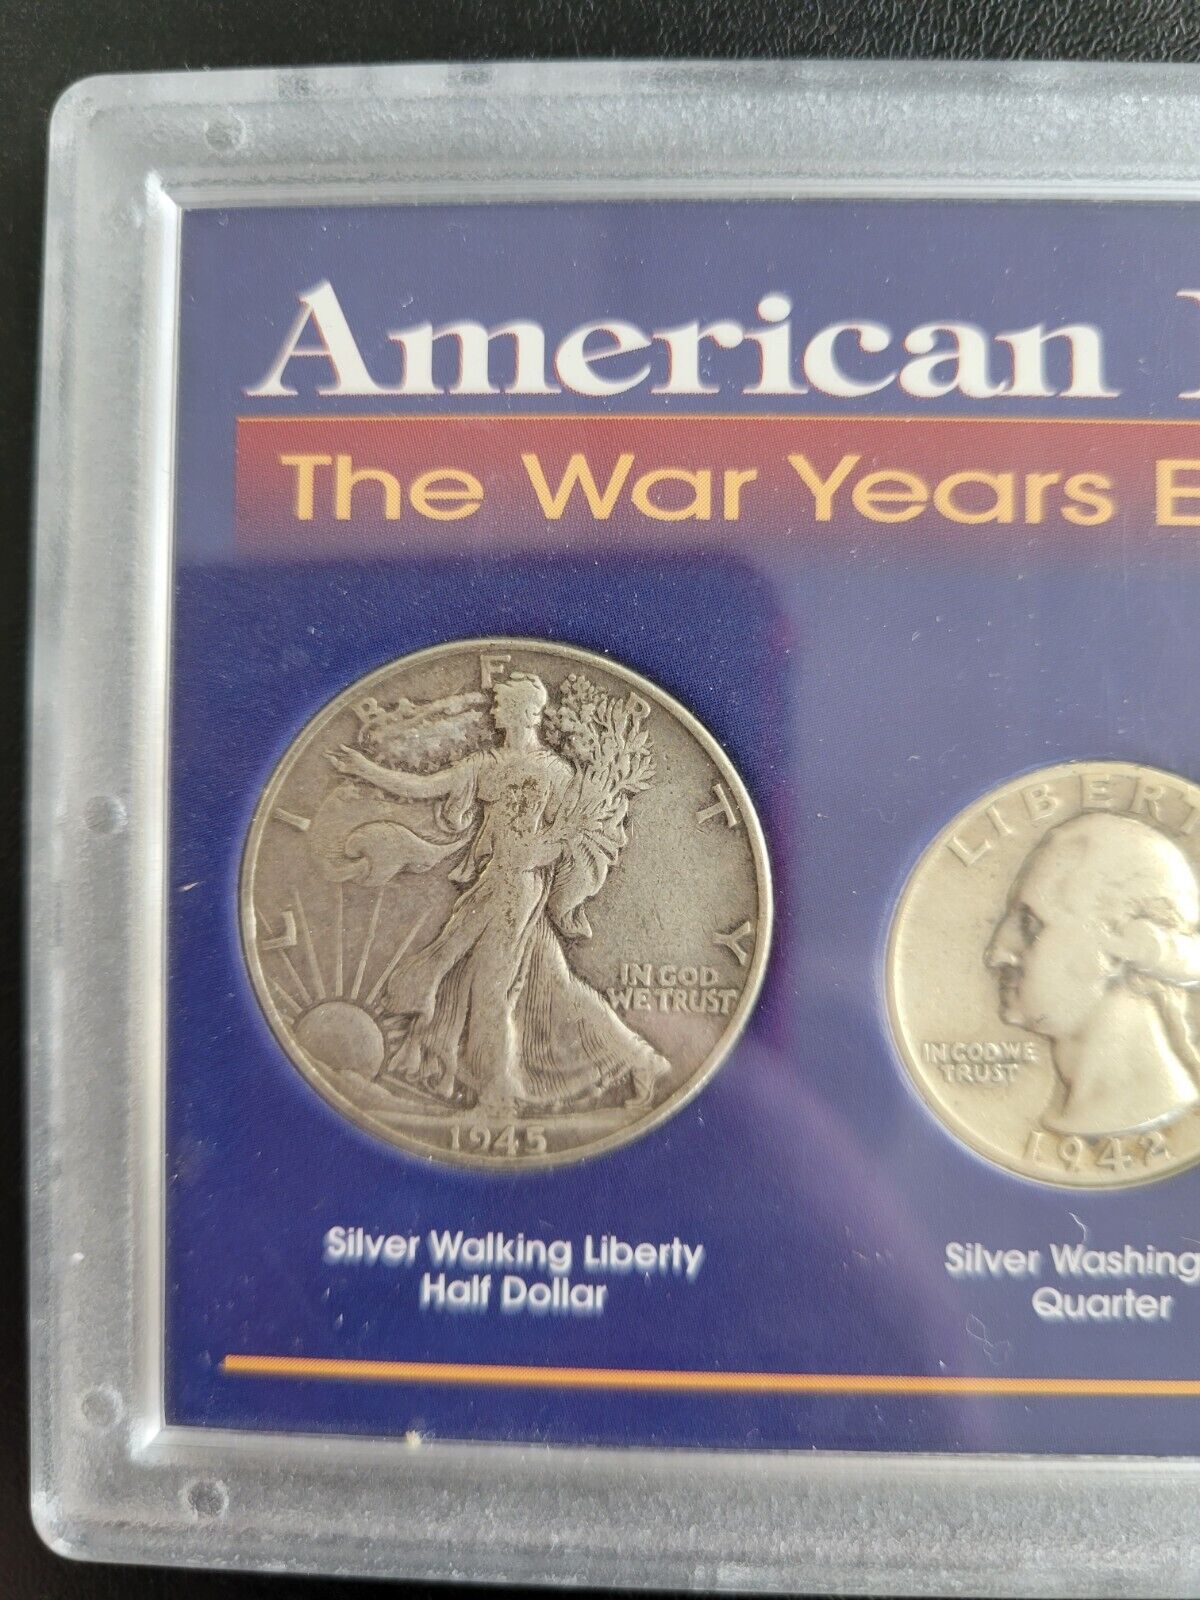 American
The War Years
LIBERTY
IN GOD
WE TRUST
1945
LIBERT
IN GOD WE
TRUST
1942
Silver Walking Liberty
Half Dollar
Silver Washing
Quarter